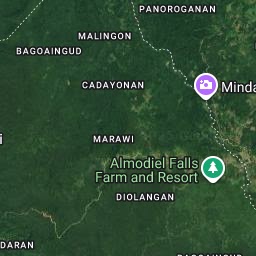 PANOROGANAN
MALINGON
BAGOAINGUD
CADAYONAN
Minda
i
MARAWI
Almodiel Falls
Farm and Resort
DIOLANGAN
DARAN